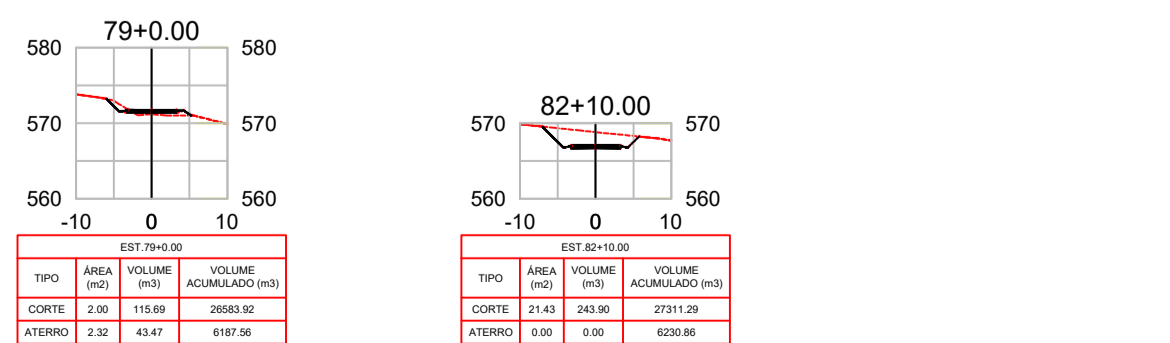 79+0.00
580 580
570 570
560 560
-10 0 10
EST.79+0.00
TIPO ÁREA (m2) VOLUME (m3) VOLUME ACUMULADO (m3)
CORTE 2.00 115.69 26583.92
ATERRO 2.32 43.47 6187.56
82+10.00
570 570
560 560
-10 0 10
EST.82+10.00
TIPO ÁREA (m2) VOLUME (m3) VOLUME ACUMULADO (m3)
CORTE 21.43 243.90 27311.29
ATERRO 0.00 0.00 6230.86